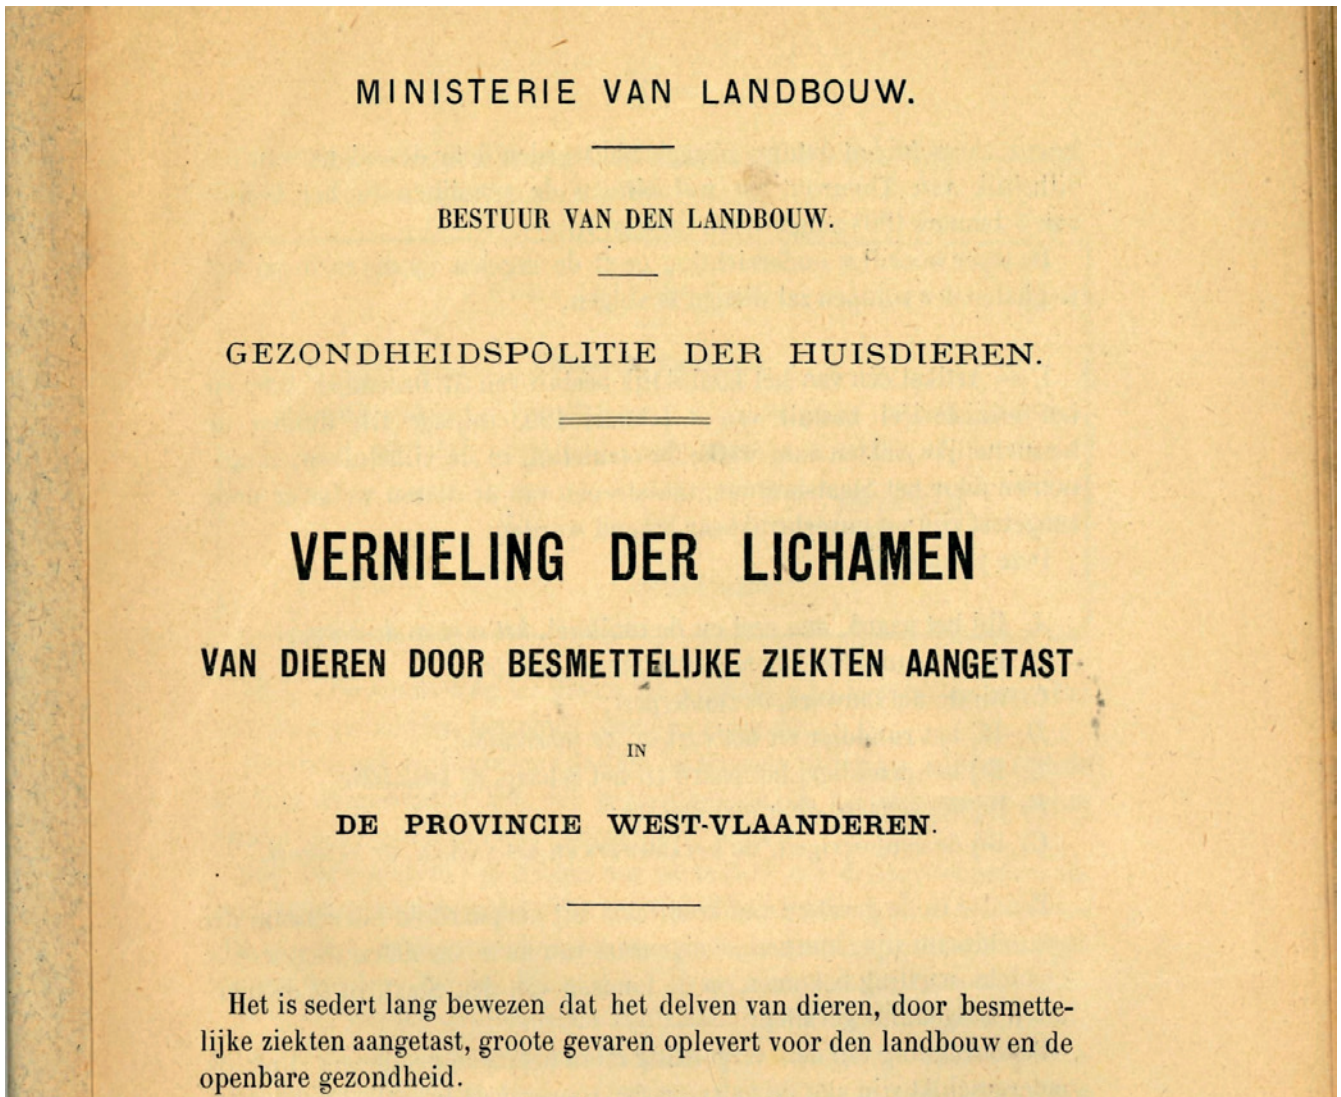 MINISTERIE VAN LANDBOUW.
BESTUUR VAN DEN LANDBOUW.
GEZONDHEIDSPOLITIE DER HUISDIEREN.
VERNIELING DER LICHAMEN
VAN DIEREN DOOR BESMETTELIJKE ZIEKTEN AANGETAST
IN
DE PROVINCIE WEST-VLAANDEREN.
Het is sedert lang bewezen dat het delven van dieren, door besmette-
lijke ziekten aangetast, groote gevaren oplevert voor den landbouw en de
openbare gezondheid.